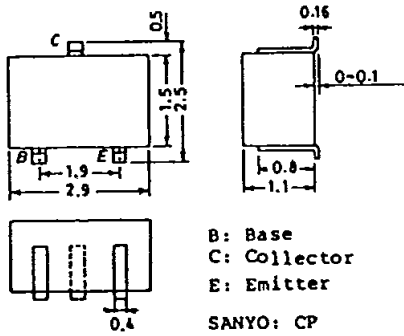 C
0.5
0.16
1.5
2.5
0-0.1
B
E
1.9
2.9
0.8
1.1
0.4
B: Base
C: Collector
E: Emitter
SANYO: CP